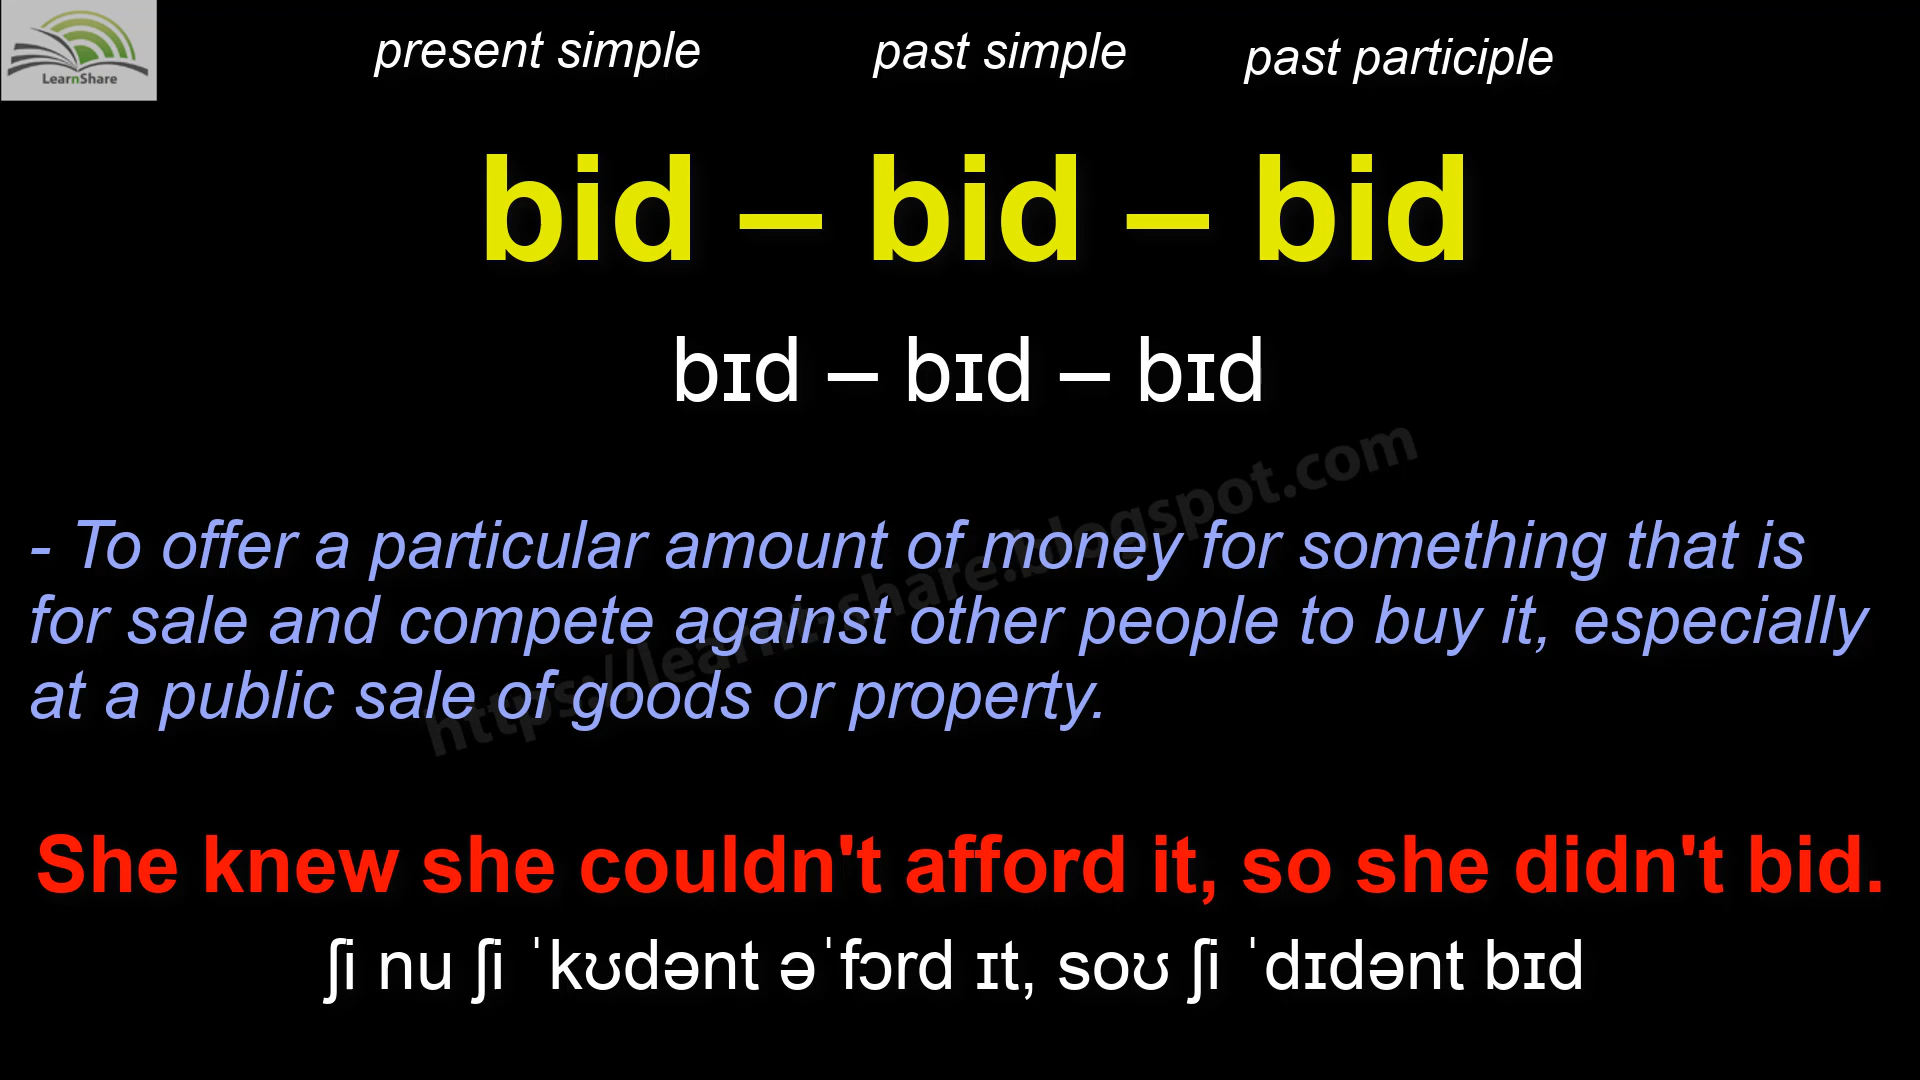 LearnShare
present simple past simple past participle
bid – bid – bid
bɪd – bɪd – bɪd
- To offer a particular amount of money for something that is
for sale and compete against other people to buy it, especially
at a public sale of goods or property.
She knew she couldn't afford it, so she didn't bid.
ʃi nu ʃi ˈkʊdənt əˈfɔrd ɪt, soʊ ʃi ˈdɪdənt bɪd